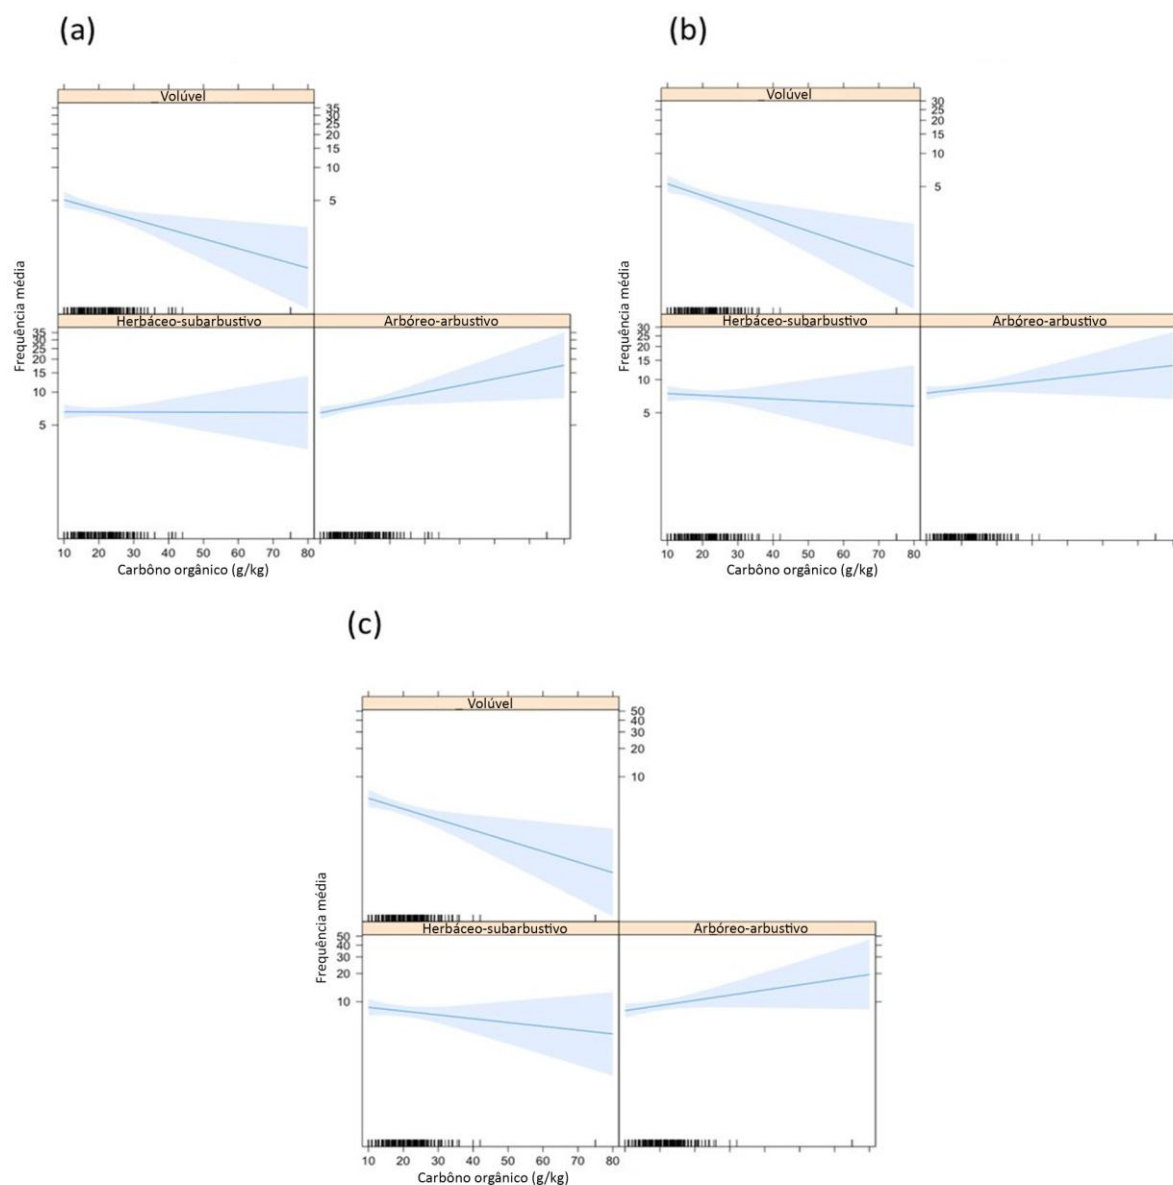 (a)
_ Volúvel
35
30
25
20
15
10
5
Frequência média
Herbáceo-subarbustivo
Arbóreo-arbustivo
35
30
25
20
15
10
5
10 20 30 40 50 60 70 80
Carbôno orgânico (g/kg)
(b)
_ Volúvel
30
25
20
15
10
5
Frequência média
Herbáceo-subarbustivo
Arbóreo-arbustivo
30
25
20
15
10
5
10 20 30 40 50 60 70 80
Carbôno orgânico (g/kg)
(c)
_ Volúvel
50
40
30
20
10
Frequência média
Herbáceo-subarbustivo
Arbóreo-arbustivo
50
40
30
20
10
10 20 30 40 50 60 70 80
Carbôno orgânico (g/kg)